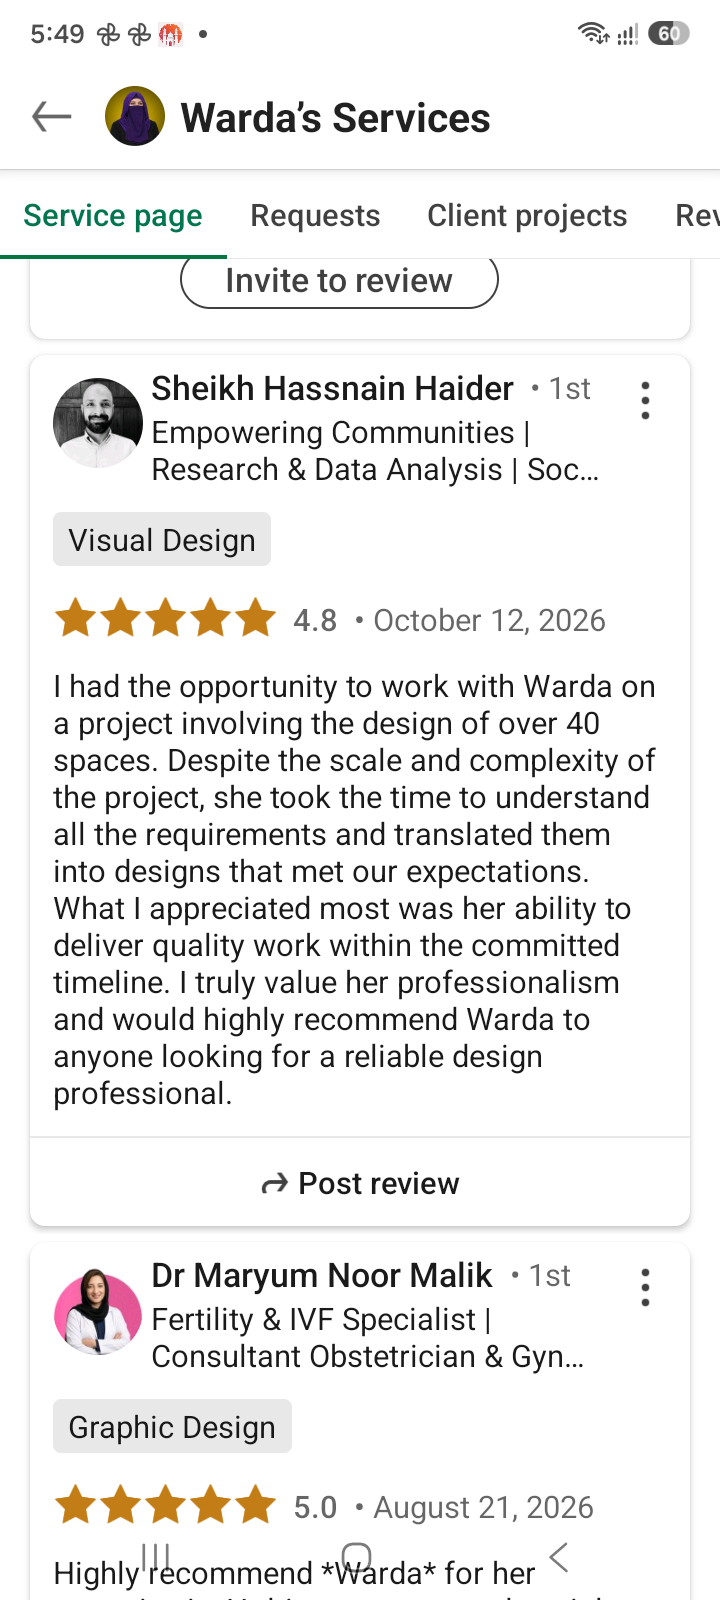 5:49
60
Warda's Services
Service page Requests Client projects Rev
Invite to review
Sheikh Hassnain Haider • 1st
Empowering Communities |
Research & Data Analysis | Soc...
Visual Design
4.8 • October 12, 2026
I had the opportunity to work with Warda on
a project involving the design of over 40
spaces. Despite the scale and complexity of
the project, she took the time to understand
all the requirements and translated them
into designs that met our expectations.
What I appreciated most was her ability to
deliver quality work within the committed
timeline. I truly value her professionalism
and would highly recommend Warda to
anyone looking for a reliable design
professional.
Post review
Dr Maryum Noor Malik • 1st
Fertility & IVF Specialist |
Consultant Obstetrician & Gyn...
Graphic Design
5.0 • August 21, 2026
Highly recommend *Warda* for her